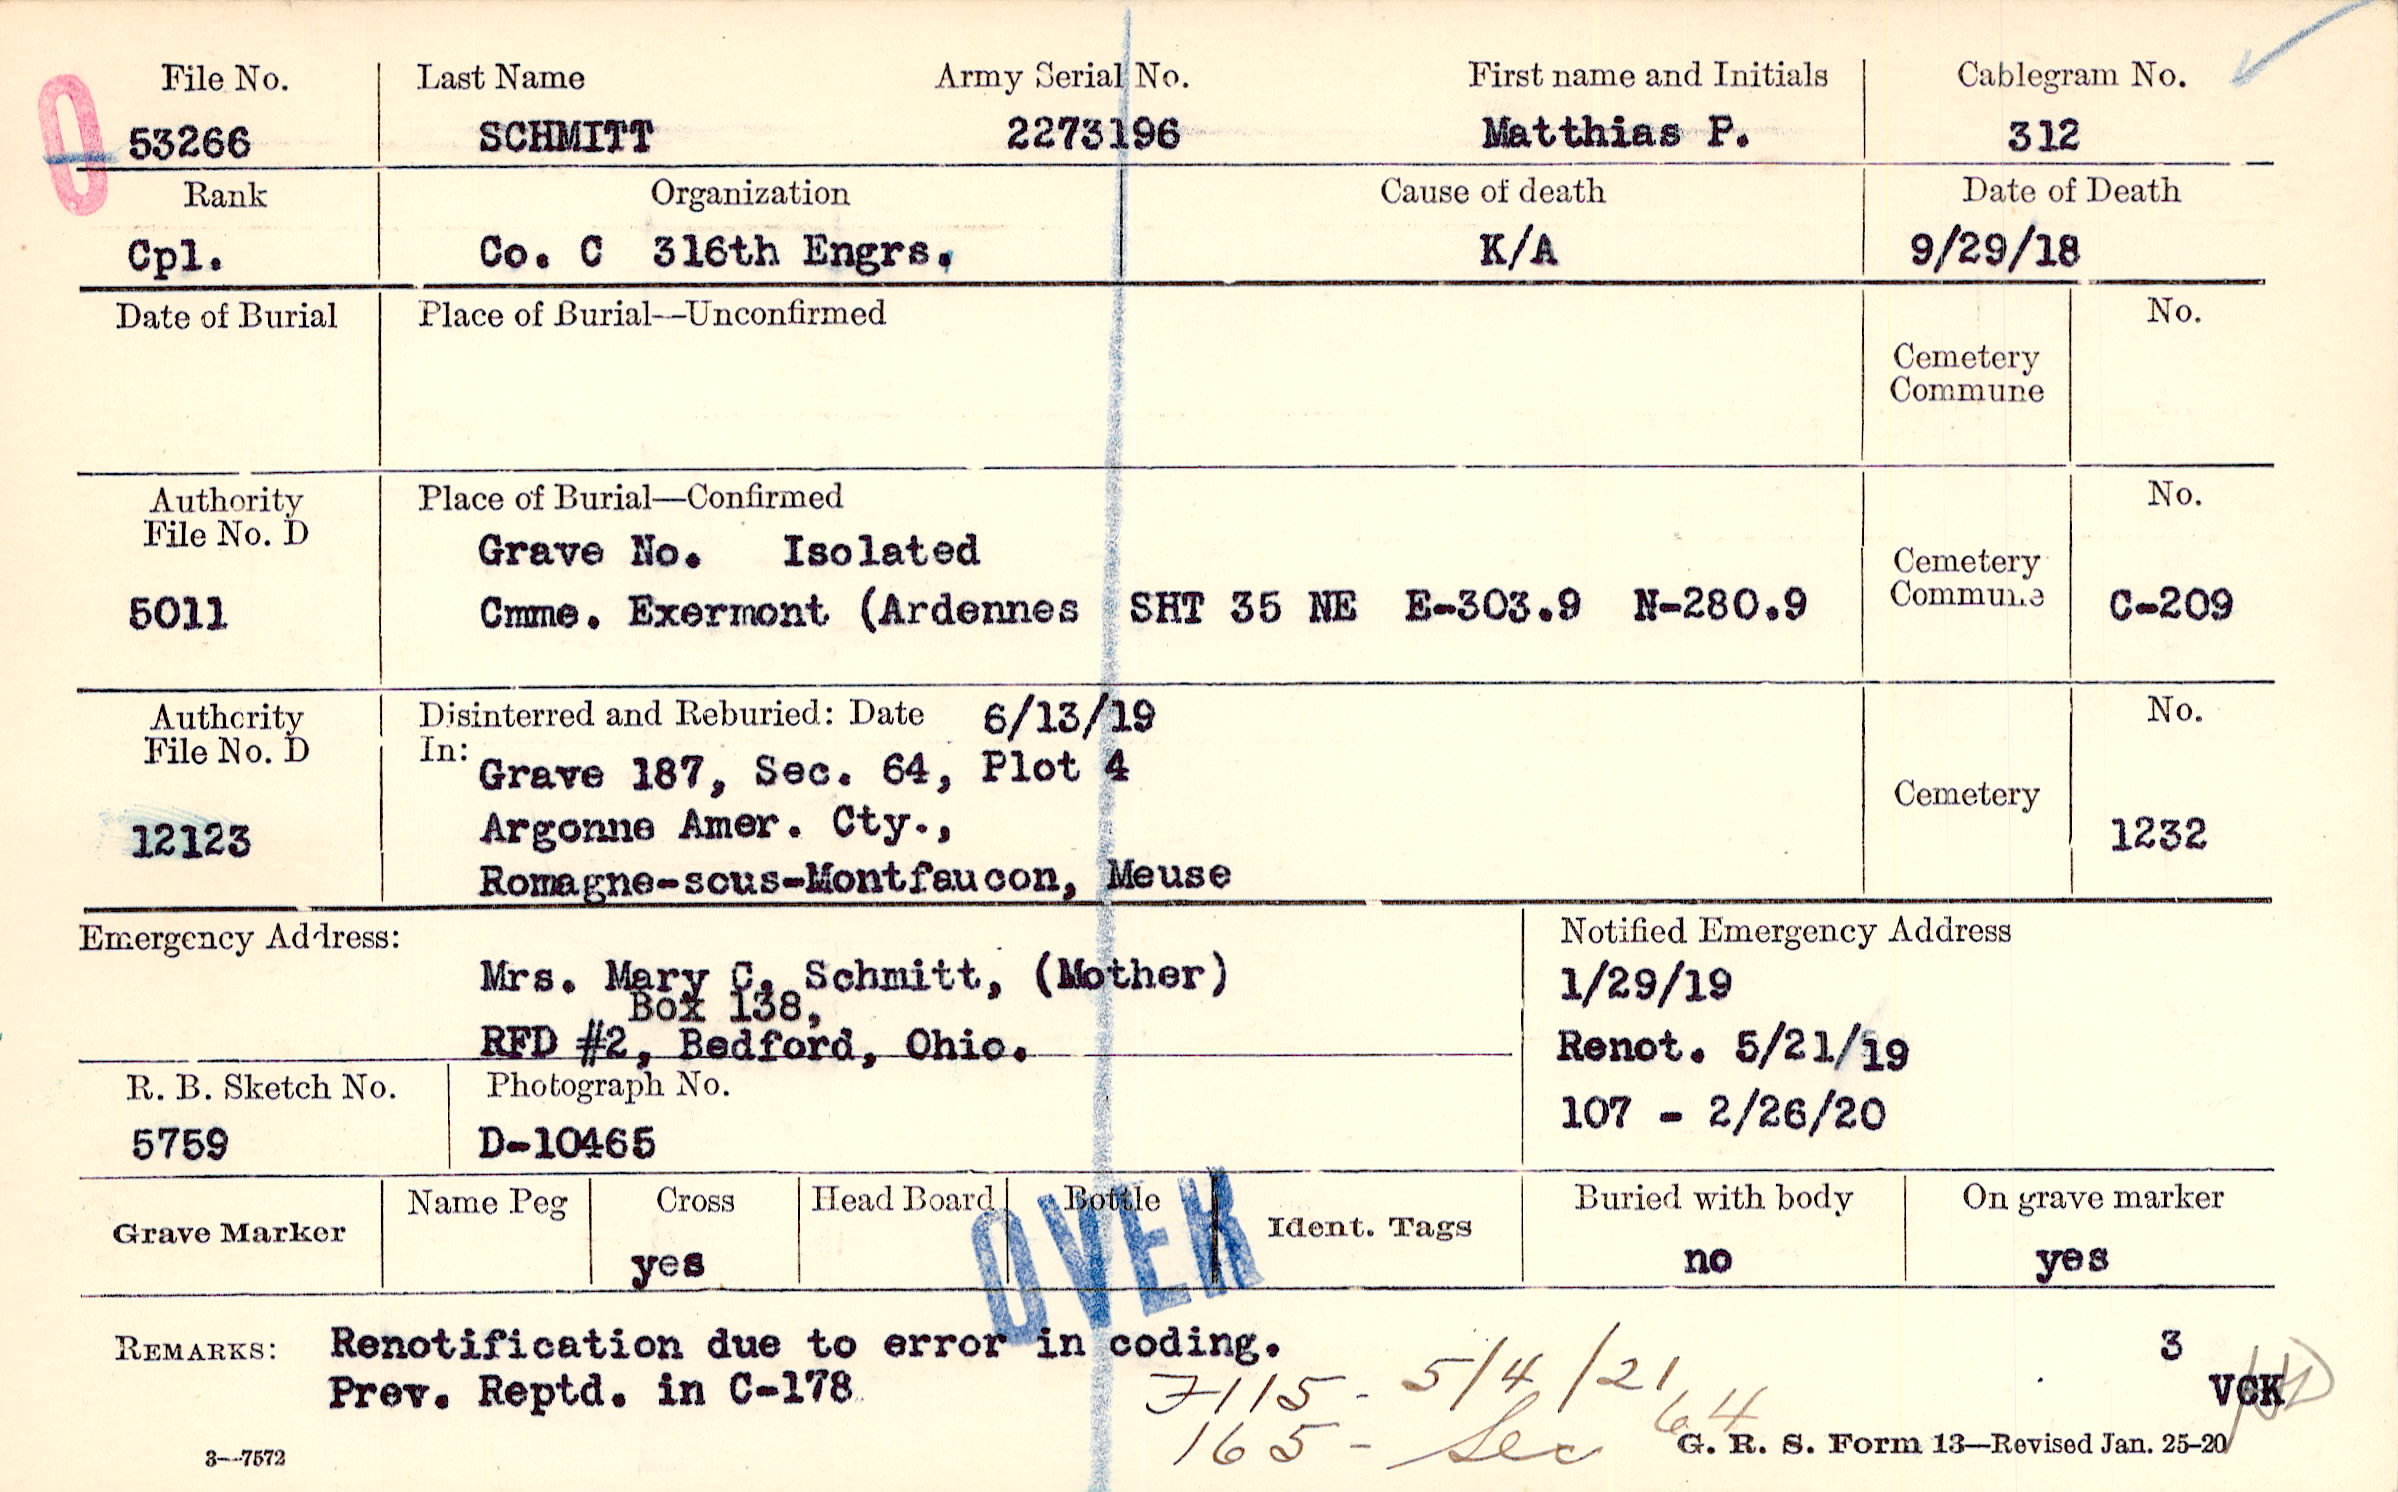 File No. Last Name Army Serial No. First name and Initials Cablegram No.
0 53266 SCHMITT 2273196 Matthias P. 312
Rank Organization Cause of death Date of Death
Cpl. Co. C 316th Engrs. K/A 9/29/18
Date of Burial Place of Burial—Unconfirmed No.
Cemetery
Commune
Authority Place of Burial—Confirmed No.
File No. D
Grave No. Isolated
Cemetery
5011 Cmme. Exermont (Ardennes SHT 35 NE E-303.9 N-280.9 Commune C-209
Authority Disinterred and Reburied: Date 6/13/19 No.
File No. D In:
Grave 187, Sec. 64, Plot 4
Cemetery
12123 Argonne Amer. Cty., 1232
Romagne-sous-Montfaucon, Meuse
Emergency Address: Notified Emergency Address
Mrs. Mary C. Schmitt, (Mother) 1/29/19
Box 138,
RFD #2, Bedford, Ohio. Renot. 5/21/19
R. B. Sketch No. Photograph No.
107 - 2/26/20
5759 D-10465
Name Peg Cross Head Board Bottle Buried with body On grave marker
Grave Marker Ident. Tags
yes no yes
OVER
REMARKS: Renotification due to error in coding. 3
Prev. Reptd. in C-178 7115 - 5/4/21 VCK
165 - Sec 64
3—7572 G. R. S. Form 13—Revised Jan. 25-20